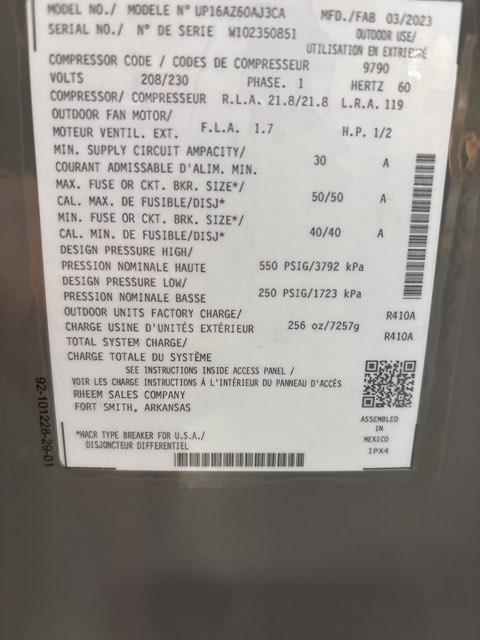 MODEL NO./ MODELE N° UP16AZ60AJ3CA MFD./FAB 03/2023
SERIAL NO./ N° DE SERIE W102350851 OUTDOOR USE/
UTILISATION EN EXTRIEURE
COMPRESSOR CODE / CODES DE COMPRESSEUR 9790
VOLTS 208/230 PHASE. 1 HERTZ 60
COMPRESSOR/ COMPRESSEUR R.L.A. 21.8/21.8 L.R.A. 119
OUTDOOR FAN MOTOR/
MOTEUR VENTIL. EXT. F.L.A. 1.7 H.P. 1/2
MIN. SUPPLY CIRCUIT AMPACITY/
COURANT ADMISSABLE D'ALIM. MIN. 30 A
MAX. FUSE OR CKT. BKR. SIZE*/
CAL. MAX. DE FUSIBLE/DISJ* 50/50 A
MIN. FUSE OR CKT. BRK. SIZE*/
CAL. MIN. DE FUSIBLE/DISJ* 40/40 A
DESIGN PRESSURE HIGH/
PRESSION NOMINALE HAUTE 550 PSIG/3792 kPa
DESIGN PRESSURE LOW/
PRESSION NOMINALE BASSE 250 PSIG/1723 kPa
OUTDOOR UNITS FACTORY CHARGE/ R410A
CHARGE USINE D'UNITÉS EXTÉRIEUR 256 oz/7257g
TOTAL SYSTEM CHARGE/ R410A
CHARGE TOTALE DU SYSTÈME
SEE INSTRUCTIONS INSIDE ACCESS PANEL /
VOIR LES CHARGE INSTRUCTIONS À L'INTÉRIEUR DU PANNEAU D'ACCÉS
RHEEM SALES COMPANY
FORT SMITH, ARKANSAS
ASSEMBLED
IN
MEXICO
IPX4
*HACR TYPE BREAKER FOR U.S.A./
DISJONCTEUR DIFFERENTIEL
92-101228-29-01